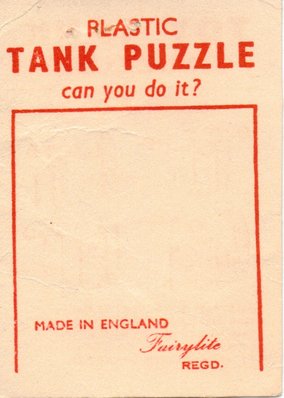 PLASTIC
TANK PUZZLE
can you do it?
MADE IN ENGLAND
Fairylite
REGD.